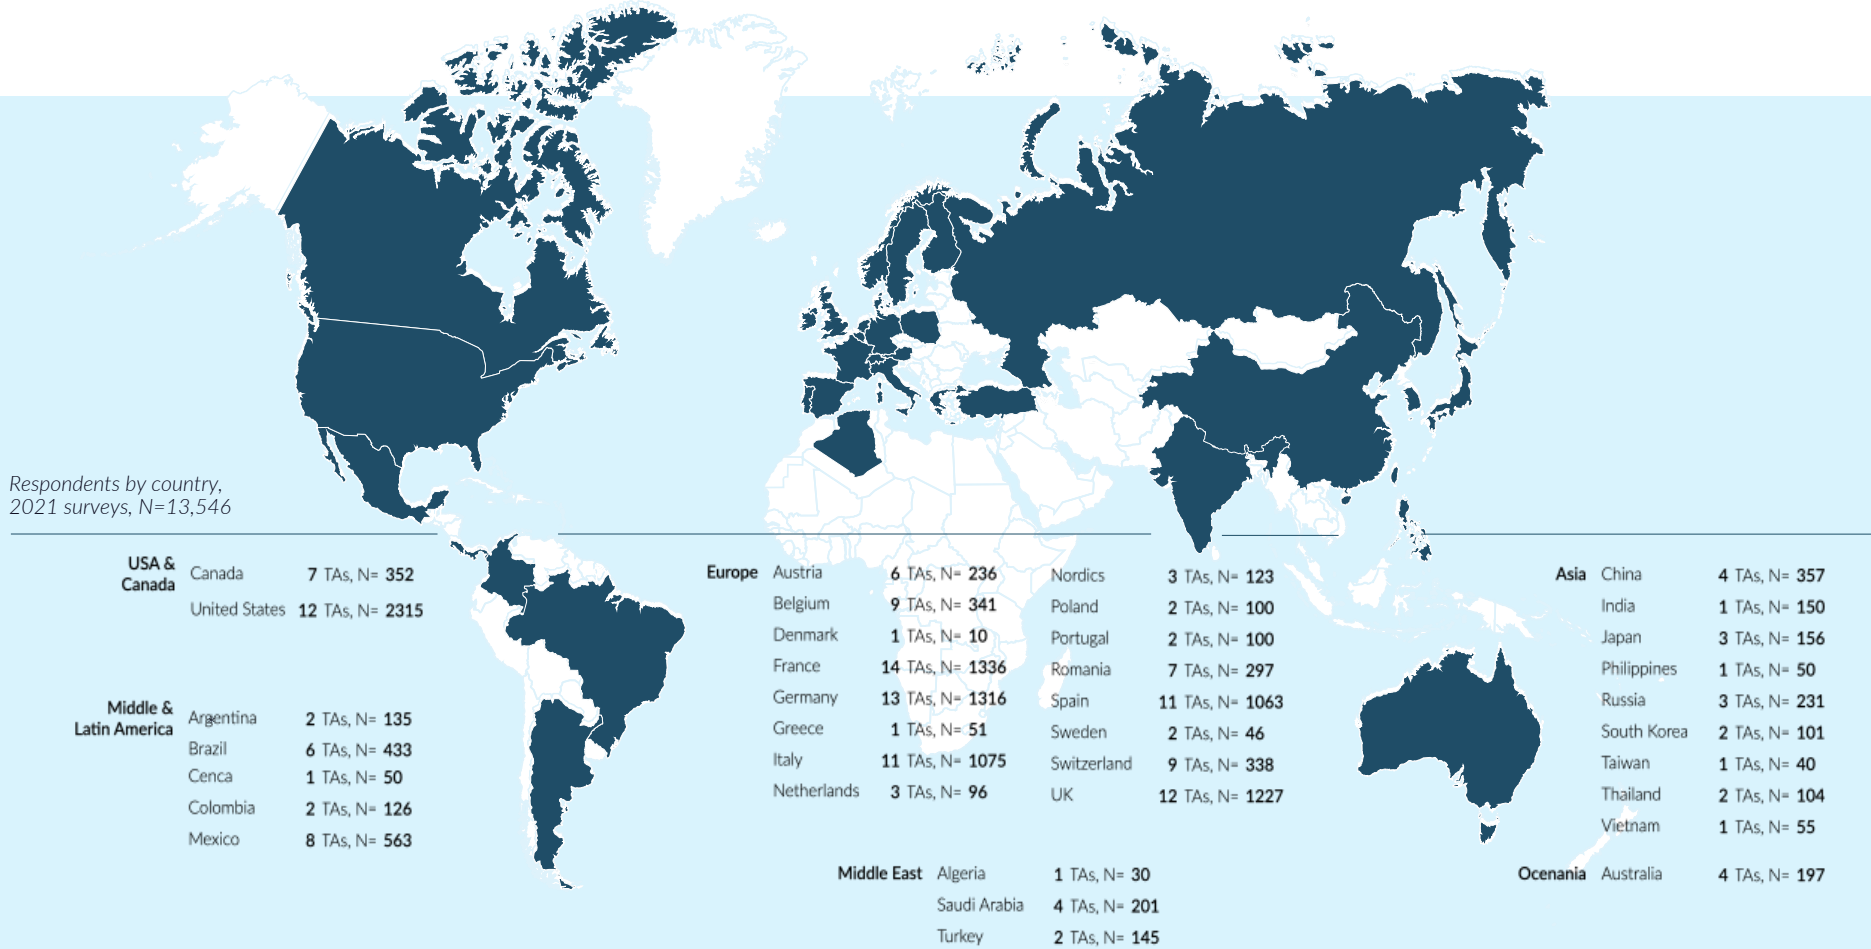 Respondents by country,
2021 surveys, N=13,546
USA &
Canada
Canada 7 TAs, N= 352
United States 12 TAs, N= 2315
Middle &
Latin America
Argentina 2 TAs, N= 135
Brazil 6 TAs, N= 433
Cenca 1 TAs, N= 50
Colombia 2 TAs, N= 126
Mexico 8 TAs, N= 563
Europe
Austria 6 TAs, N= 236
Belgium 9 TAs, N= 341
Denmark 1 TAs, N= 10
France 14 TAs, N= 1336
Germany 13 TAs, N= 1316
Greece 1 TAs, N= 51
Italy 11 TAs, N= 1075
Netherlands 3 TAs, N= 96
Nordics 3 TAs, N= 123
Poland 2 TAs, N= 100
Portugal 2 TAs, N= 100
Romania 7 TAs, N= 297
Spain 11 TAs, N= 1063
Sweden 2 TAs, N= 46
Switzerland 9 TAs, N= 338
UK 12 TAs, N= 1227
Middle East
Algeria 1 TAs, N= 30
Saudi Arabia 4 TAs, N= 201
Turkey 2 TAs, N= 145
Asia
China 4 TAs, N= 357
India 1 TAs, N= 150
Japan 3 TAs, N= 156
Philippines 1 TAs, N= 50
Russia 3 TAs, N= 231
South Korea 2 TAs, N= 101
Taiwan 1 TAs, N= 40
Thailand 2 TAs, N= 104
Vietnam 1 TAs, N= 55
Ocenania
Australia 4 TAs, N= 197